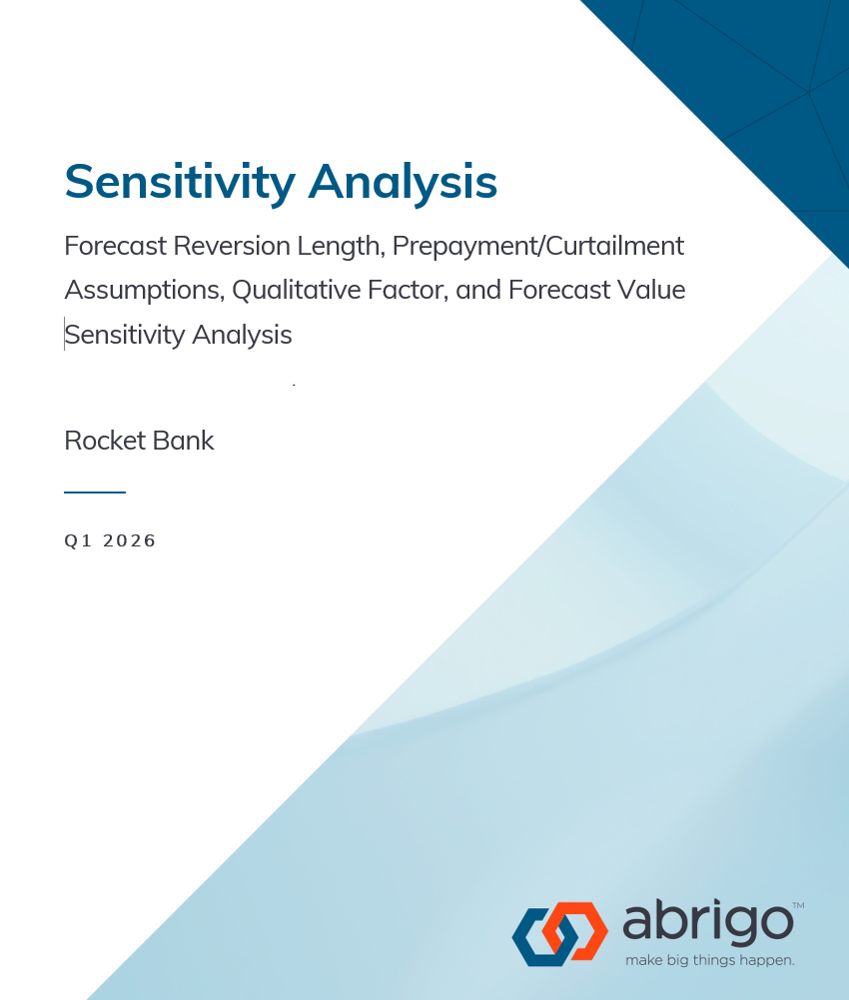 Sensitivity Analysis
Forecast Reversion Length, Prepayment/Curtailment
Assumptions, Qualitative Factor, and Forecast Value
Sensitivity Analysis
.
Rocket Bank
Q1 2026
abrigo™
make big things happen.